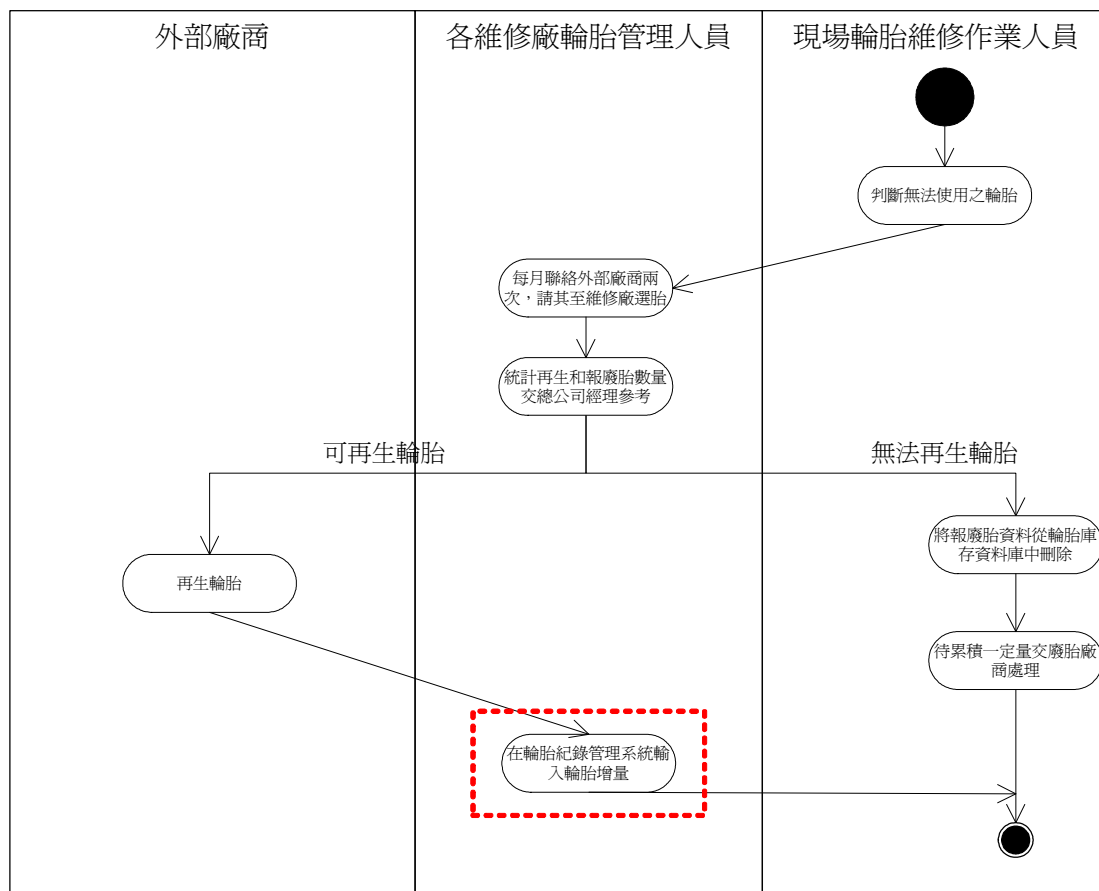 外部廠商
各維修廠輪胎管理人員
現場輪胎維修作業人員
判斷無法使用之輪胎
每月聯絡外部廠商兩
次，請其至維修廠選胎
統計再生和報廢胎數量
交總公司經理參考
可再生輪胎
無法再生輪胎
將報廢胎資料從輪胎庫
存資料庫中刪除
再生輪胎
待累積一定量交廢胎廠
商處理
在輪胎紀錄管理系統輸
入輪胎增量